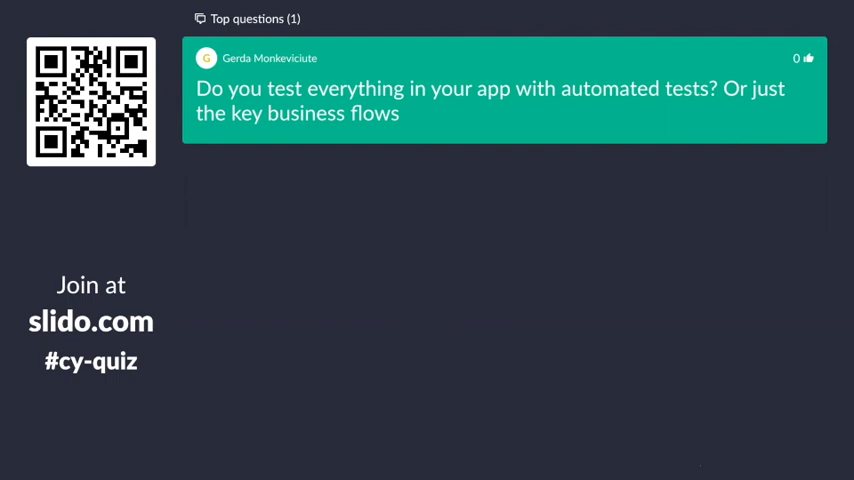 Top questions (1)
G
Gerda Monkeviciute
0
Do you test everything in your app with automated tests? Or just
the key business flows
Join at
slido.com
#cy-quiz